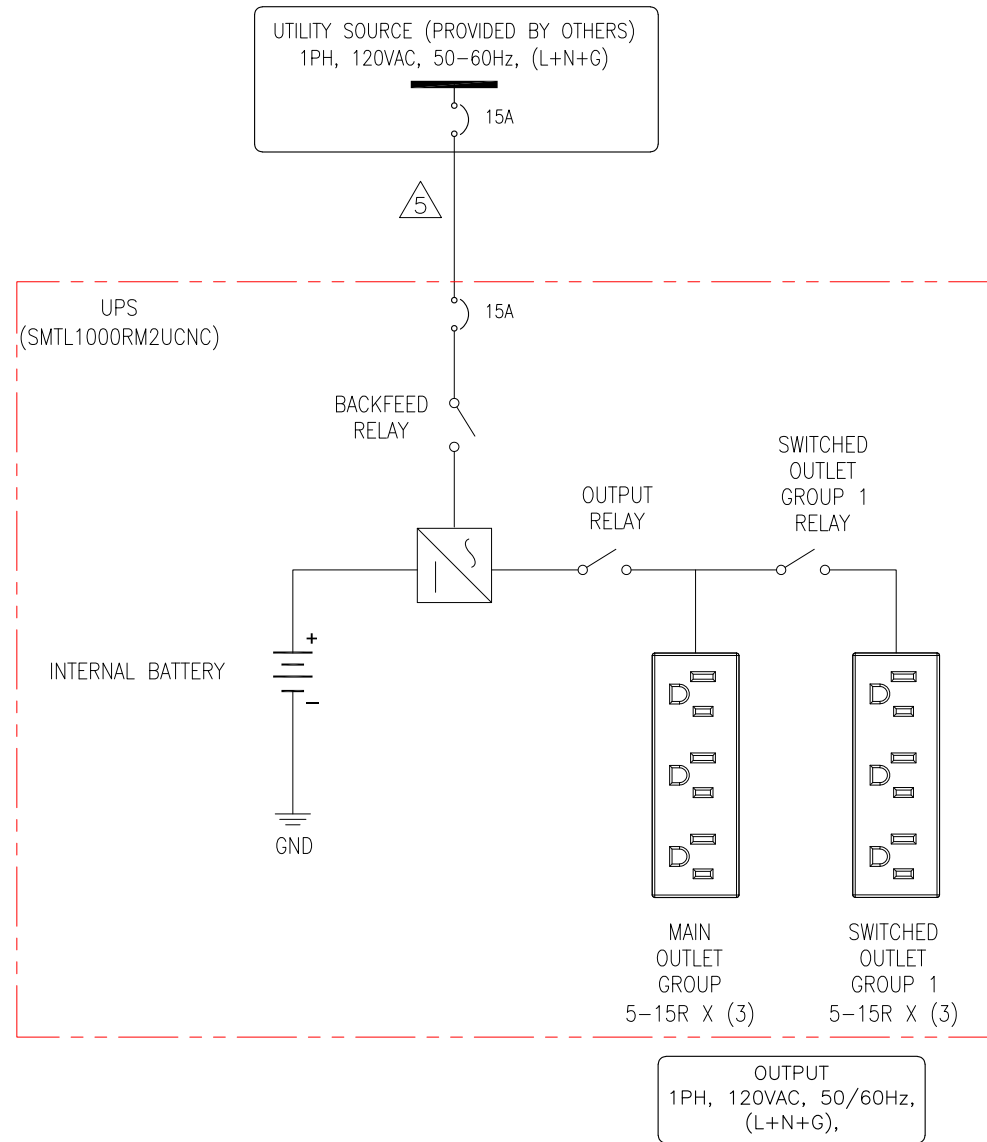 UTILITY SOURCE (PROVIDED BY OTHERS)
1PH, 120VAC, 50-60Hz, (L+N+G)
15A
5
UPS
(SMTL1000RM2UCNC)
15A
BACKFEED
RELAY
SWITCHED
OUTLET
GROUP 1
RELAY
OUTPUT
RELAY
INTERNAL BATTERY
+
−
GND
MAIN
OUTLET
GROUP
5-15R X (3)
SWITCHED
OUTLET
GROUP 1
5-15R X (3)
OUTPUT
1PH, 120VAC, 50/60Hz,
(L+N+G),